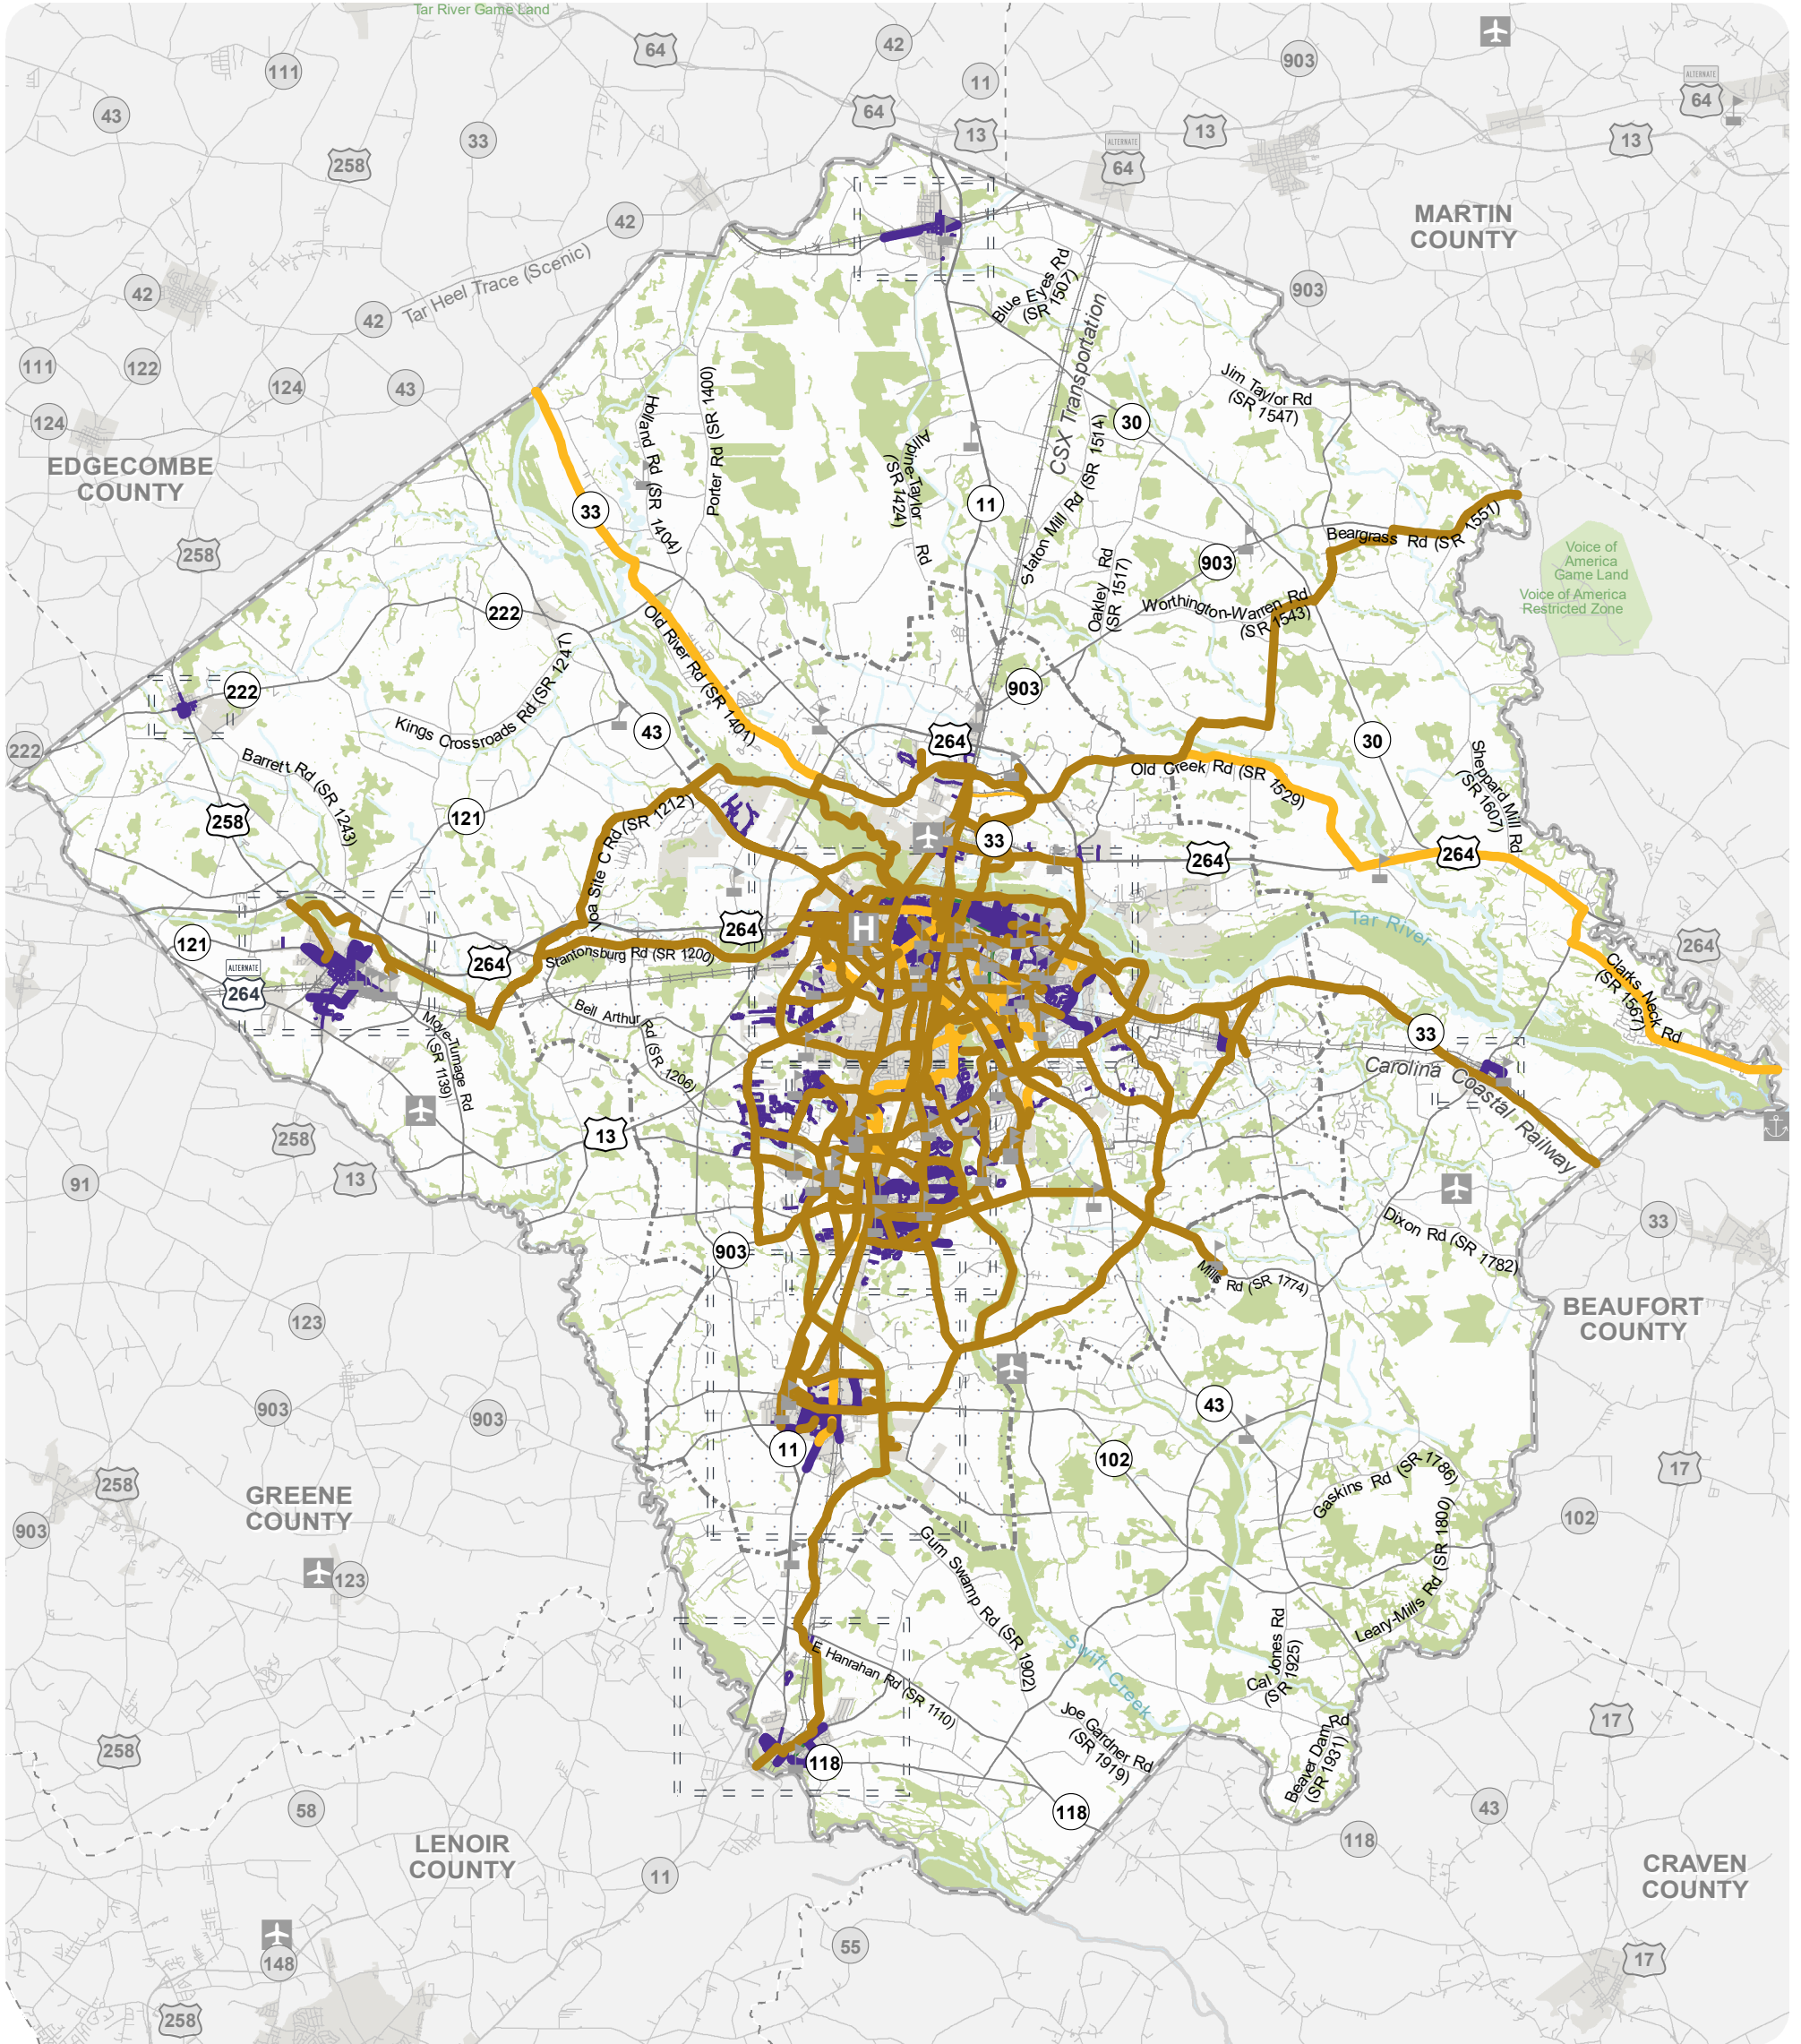 Tar River Game Land
64
42
903
111
11
ALTERNATE
64
43
64
13
13
13
33
258
ALTERNATE
64
42
MARTIN
COUNTY
Tar Heel Trace (Scenic)
42
42
903
Blue Eyes Rd
(SR 1507)
CSX Transportation
111
122
124
43
Jim Taylor Rd
(SR 1547)
124
30
Holland Rd (SR 1404)
Porter Rd (SR 1400)
Allpine-Taylor Rd
(SR 1424)
EDGECOMBE
COUNTY
11
33
Staton Mill Rd (SR 1514)
Beargrass Rd (SR 1551)
258
903
Voice of
America
Game Land
Voice of America
Restricted Zone
Oakley Rd
(SR 1517)
Worthington-Warren Rd
(SR 1543)
222
Old River Rd (SR 1401)
222
903
Kings Crossroads Rd (SR 1247)
43
264
30
222
Barrett Rd (SR 1243)
Old Creek Rd (SR 1529)
Sheppard Mill Rd
(SR 1607)
258
121
Voa Site C Rd (SR 1212)
33
264
264
H
264
Tar River
121
264
Stantonsburg Rd (SR 1200)
264
ALTERNATE
264
Clarks Neck Rd
(SR 1567)
Bell Arthur Rd (SR 1206)
Moye-Turnage Rd
(SR 1139)
33
Carolina Coastal Railway
258
13
91
13
33
Dixon Rd (SR 1782)
903
Mills Rd (SR 1774)
BEAUFORT
COUNTY
123
903
903
43
11
102
17
258
Gaskins Rd (SR 1786)
GREENE
COUNTY
903
102
123
Gum Swamp Rd (SR 1902)
Leary-Mills Rd (SR 1800)
Swift Creek
E Hanrahan Rd (SR 1110)
Cal Jones Rd
(SR 1925)
17
Joe Gardner Rd
(SR 1919)
Beaver Dam Rd
(SR 1931)
258
118
58
118
43
118
LENOIR
COUNTY
11
CRAVEN
COUNTY
55
148
17
258